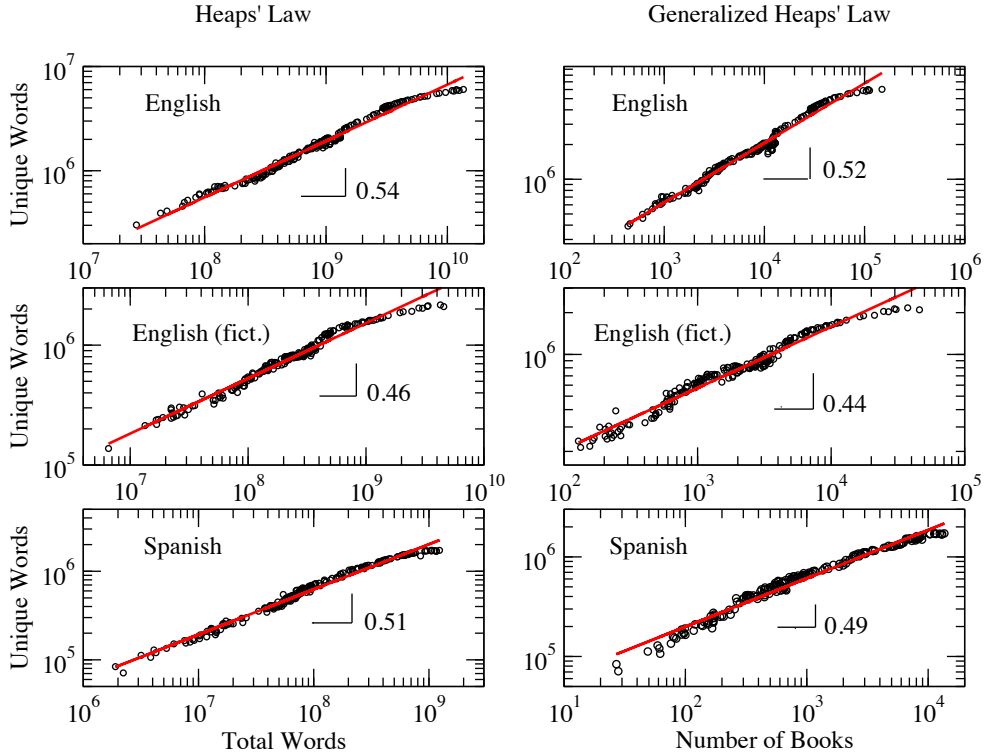 Heaps' Law
Generalized Heaps' Law
Unique Words
10^7
10^6
English
0.54
10^7 10^8 10^9 10^10
10^6
English
0.52
10^2 10^3 10^4 10^5 10^6
Unique Words
10^6
10^5
English (fict.)
0.46
10^7 10^8 10^9 10^10
10^6
English (fict.)
0.44
10^2 10^3 10^4 10^5
Unique Words
10^6
10^5
Spanish
0.51
10^6 10^7 10^8 10^9
Total Words
10^6
10^5
Spanish
0.49
10^1 10^2 10^3 10^4
Number of Books